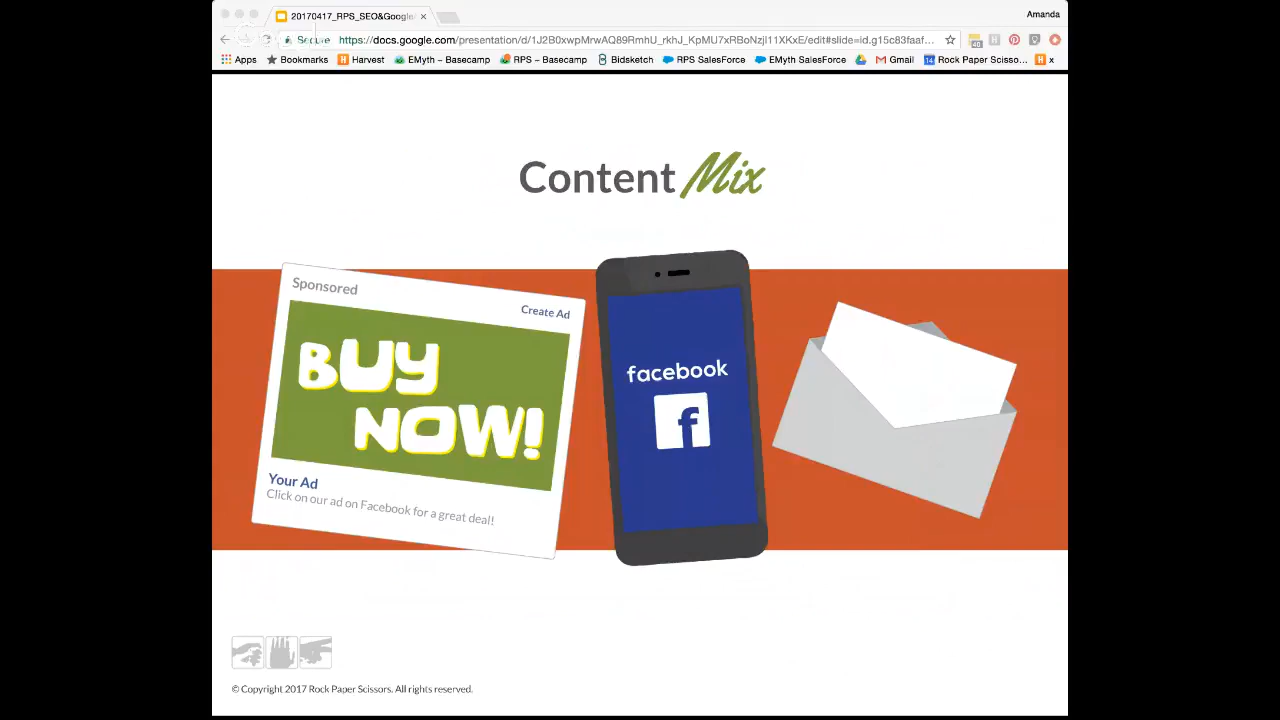 20170417_RPS_SEO&Google
Amanda
Secure https://docs.google.com/presentation/d/1J2B0xwpMrwAQ89RmhU_rkhJ_KpMU7xRBoNzjI11XKxE/edit#slide=id.g15c83faaf...
40
Apps Bookmarks Harvest EMyth ~ Basecamp RPS ~ Basecamp Bidsketch RPS SalesForce EMyth SalesForce Gmail Rock Paper Scisso... x
Content Mix
Sponsored
Create Ad
BUY
NOW!
Your Ad
Click on our ad on Facebook for a great deal!
facebook
f
© Copyright 2017 Rock Paper Scissors. All rights reserved.